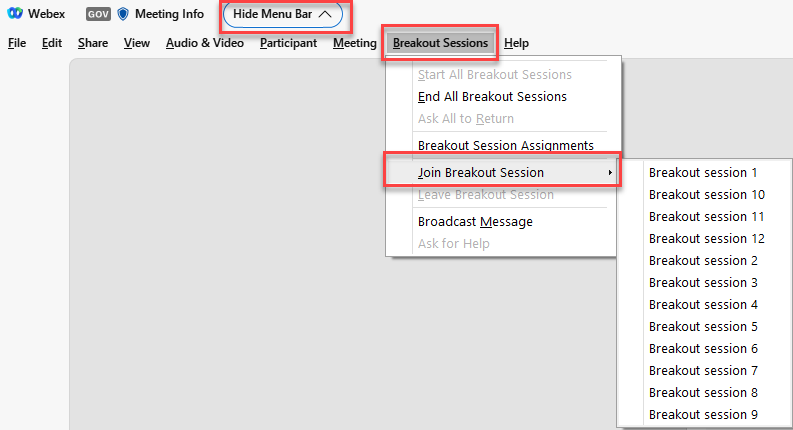 Webex GOV Meeting Info Hide Menu Bar
File Edit Share View Audio & Video Participant Meeting Breakout Sessions Help
Start All Breakout Sessions
End All Breakout Sessions
Ask All to Return
Breakout Session Assignments
Join Breakout Session
Leave Breakout Session
Broadcast Message
Ask for Help
Breakout session 1
Breakout session 10
Breakout session 11
Breakout session 12
Breakout session 2
Breakout session 3
Breakout session 4
Breakout session 5
Breakout session 6
Breakout session 7
Breakout session 8
Breakout session 9